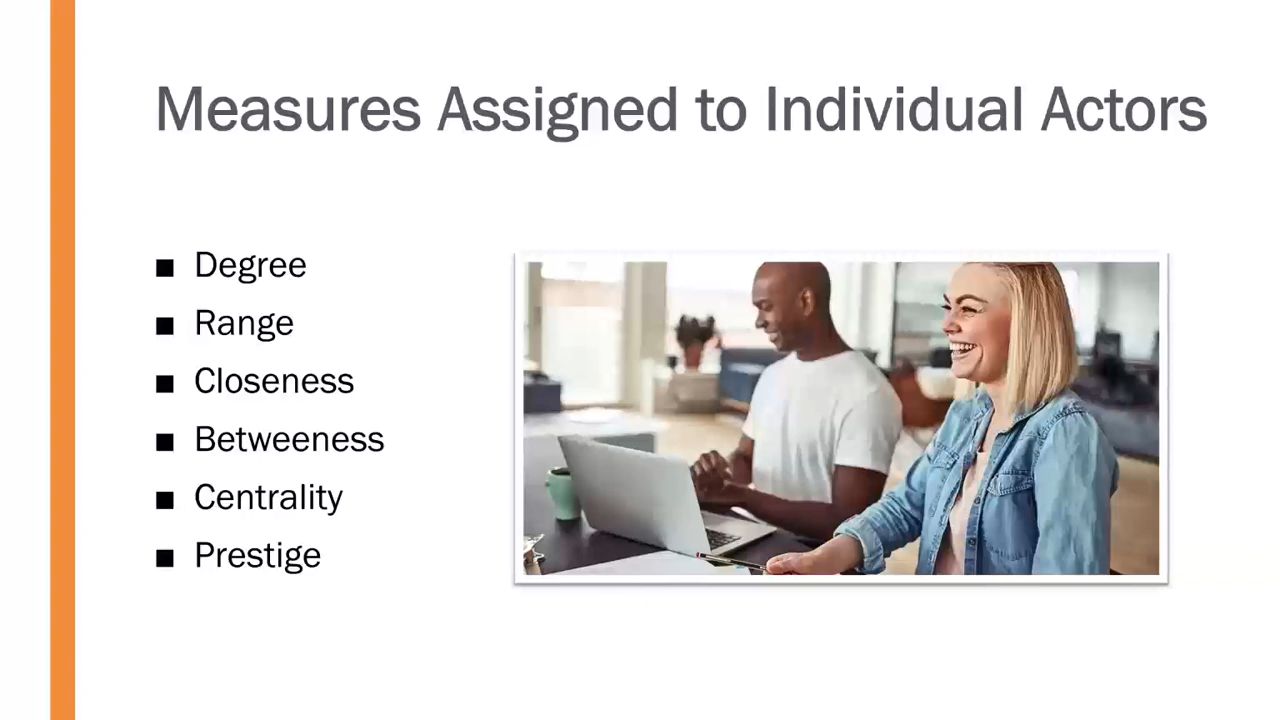 Measures Assigned to Individual Actors
Degree
Range
Closeness
Betweeness
Centrality
Prestige